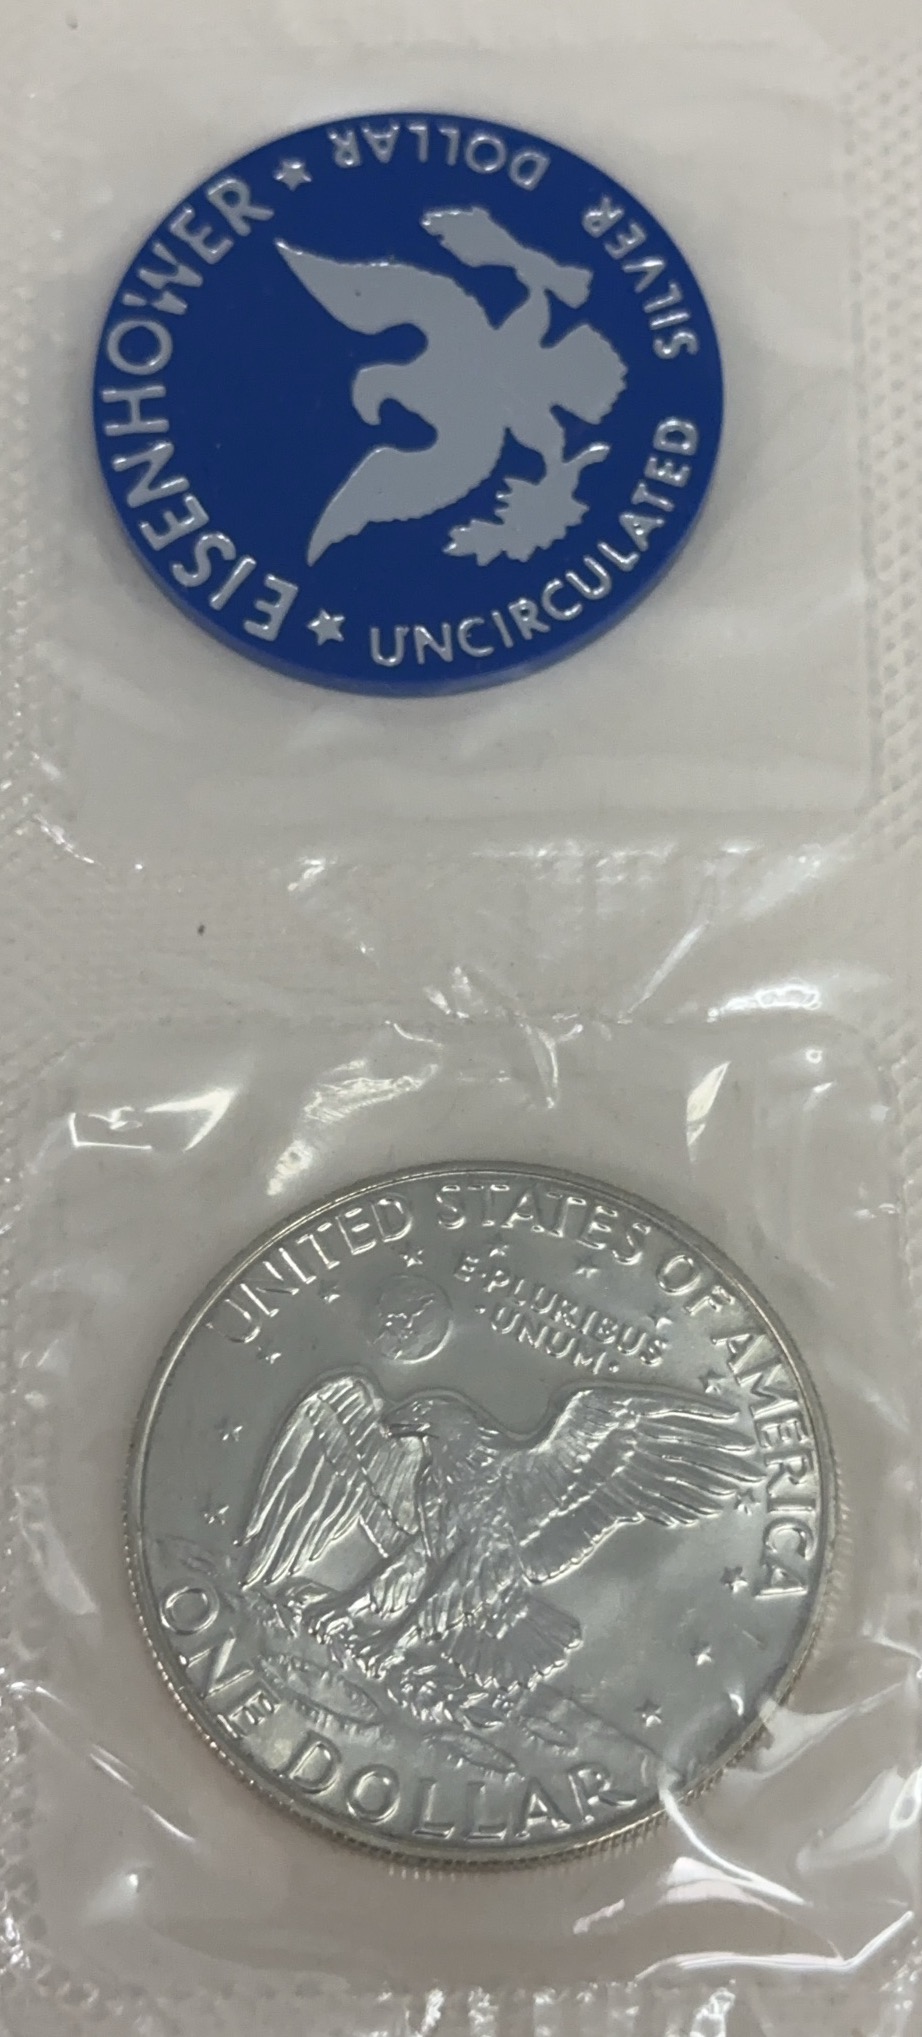 EISENHOWER
UNCIRCULATED SILVER DOLLAR
UNITED STATES OF AMERICA
E·PLURIBUS
·UNUM·
ONE DOLLAR